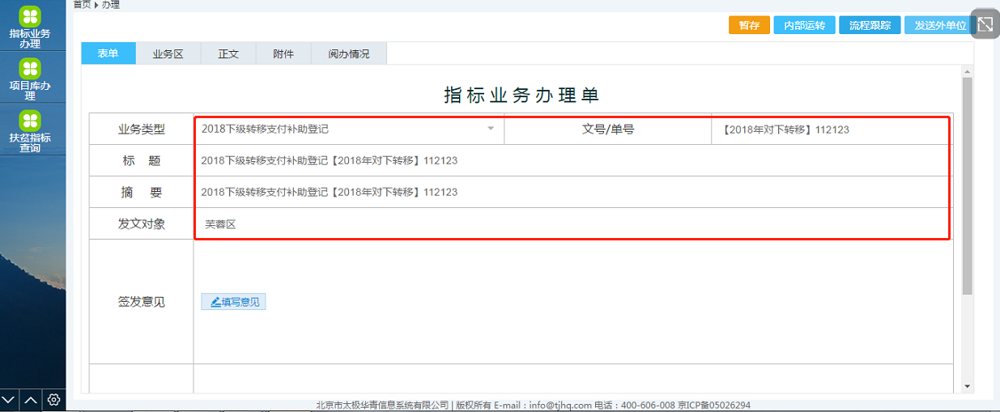 首页 ▸ 办理
指标业务
办理
项目库办
理
扶贫指标
查询
暂存 内部运转 流程跟踪 发送外单位
表单 业务区 正文 附件 阅办情况
指标业务办理单
业务类型 2018下级转移支付补助登记 文号/单号 【2018年对下转移】112123
标 题 2018下级转移支付补助登记【2018年对下转移】112123
摘 要 2018下级转移支付补助登记【2018年对下转移】112123
发文对象 芙蓉区
签发意见 填写意见
北京市太极华青信息系统有限公司 | 版权所有 E-mail：info@tjhq.com 电话：400-606-008 京ICP备05026294